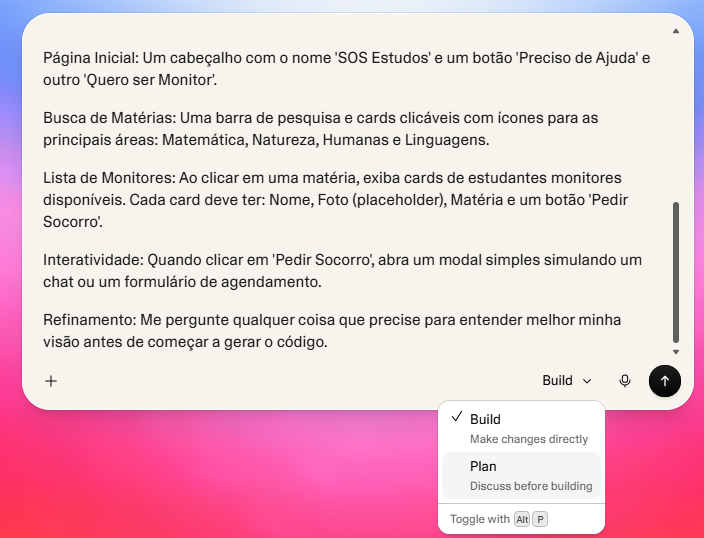 Página Inicial: Um cabeçalho com o nome 'SOS Estudos' e um botão 'Preciso de Ajuda' e
outro 'Quero ser Monitor'.
Busca de Matérias: Uma barra de pesquisa e cards clicáveis com ícones para as
principais áreas: Matemática, Natureza, Humanas e Linguagens.
Lista de Monitores: Ao clicar em uma matéria, exiba cards de estudantes monitores
disponíveis. Cada card deve ter: Nome, Foto (placeholder), Matéria e um botão 'Pedir
Socorro'.
Interatividade: Quando clicar em 'Pedir Socorro', abra um modal simples simulando um
chat ou um formulário de agendamento.
Refinamento: Me pergunte qualquer coisa que precise para entender melhor minha
visão antes de começar a gerar o código.
Build
Build
Make changes directly
Plan
Discuss before building
Toggle with Alt P